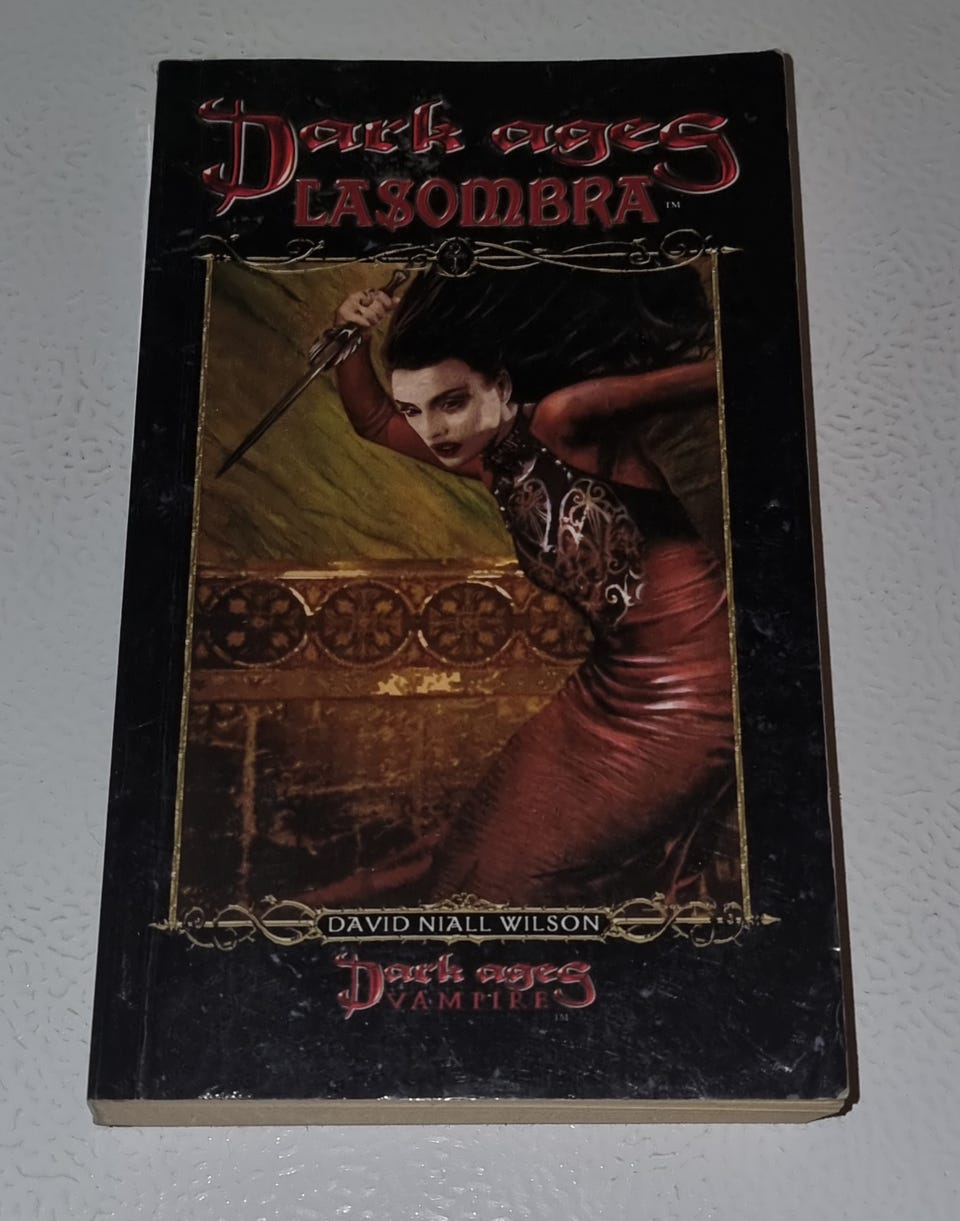 Dark ages
LASOMBRA™
DAVID NIALL WILSON
Dark ages
VAMPIRE™